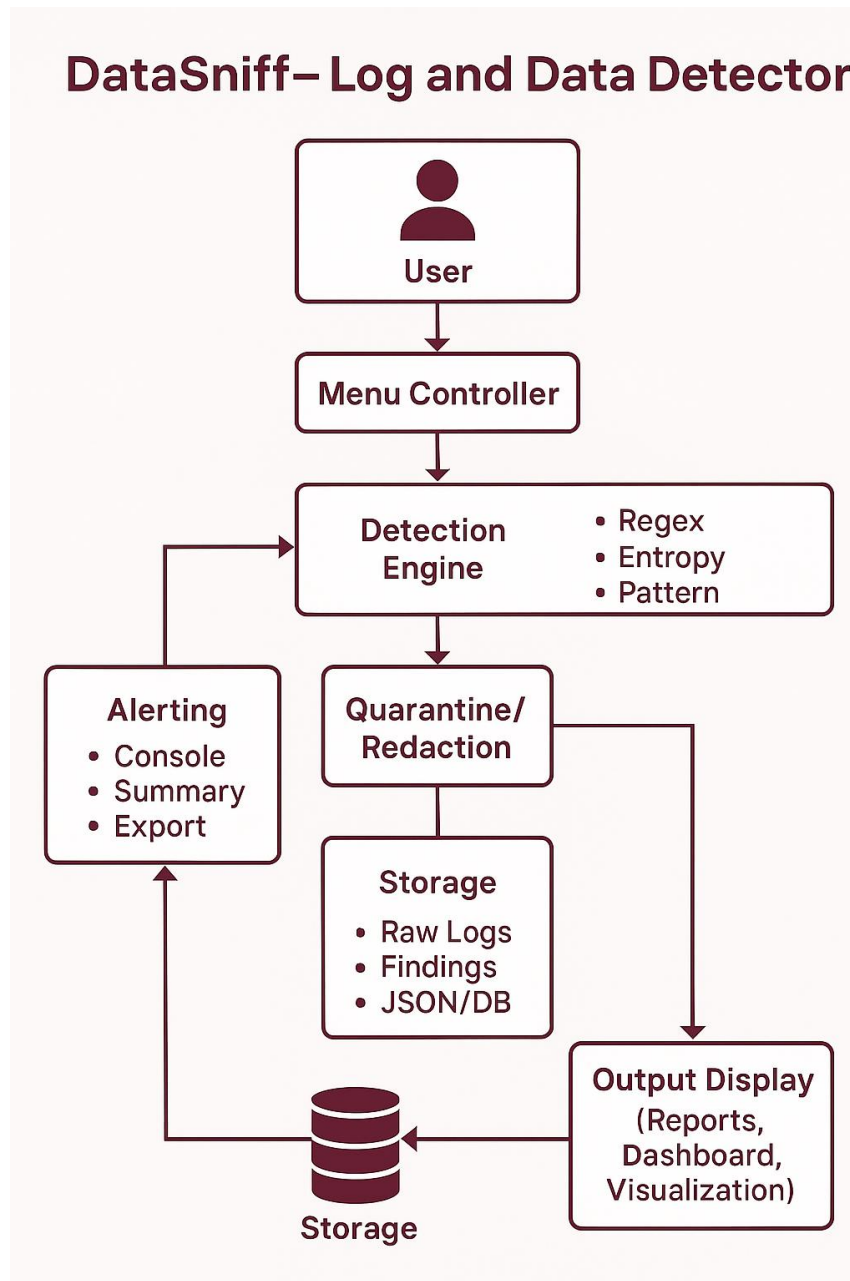 DataSniff– Log and Data Detector
User
Menu Controller
Detection
Engine
• Regex
• Entropy
• Pattern
Alerting
• Console
• Summary
• Export
Quarantine/
Redaction
Storage
• Raw Logs
• Findings
• JSON/DB
Output Display
(Reports,
Dashboard,
Visualization)
Storage